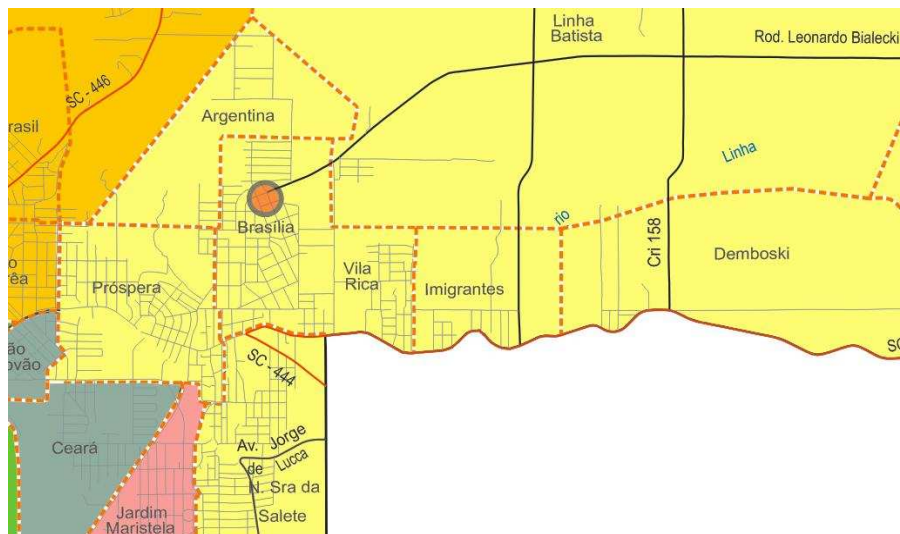 Linha
Batista
Rod. Leonardo Bialecki
SC - 446
Argentina
rasil
Linha
rio
Brasília
Cri 158
Demboski
Vila
Rica
Imigrantes
o
rêa
Próspera
SC
SC - 444
ão
ovão
Ceará
Av. Jorge
de Lucca
N. Sra da
Salete
Jardim
Maristela